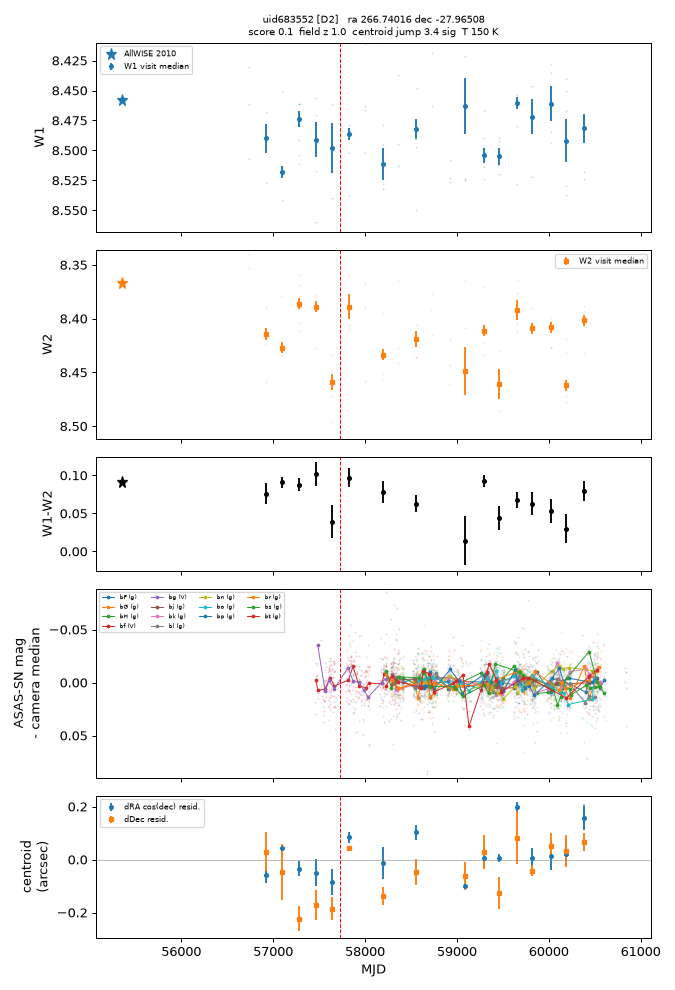 uid683552 [D2]   ra 266.74016 dec -27.96508
score 0.1  field z 1.0  centroid jump 3.4 sig  T 150 K
AllWISE 2010
W1 visit median
8.425
8.450
8.475
8.500
8.525
8.550
W1
W2 visit median
8.35
8.40
8.45
8.50
W2
0.10
0.05
0.00
W1-W2
bF (g)
bG (g)
bH (g)
bf (V)
bg (V)
bj (g)
bk (g)
bl (g)
bn (g)
bo (g)
bp (g)
br (g)
bs (g)
bt (g)
−0.05
0.00
0.05
ASAS-SN mag
- camera median
dRA cos(dec) resid.
dDec resid.
0.2
0.0
−0.2
centroid
(arcsec)
56000
57000
58000
59000
60000
61000
MJD